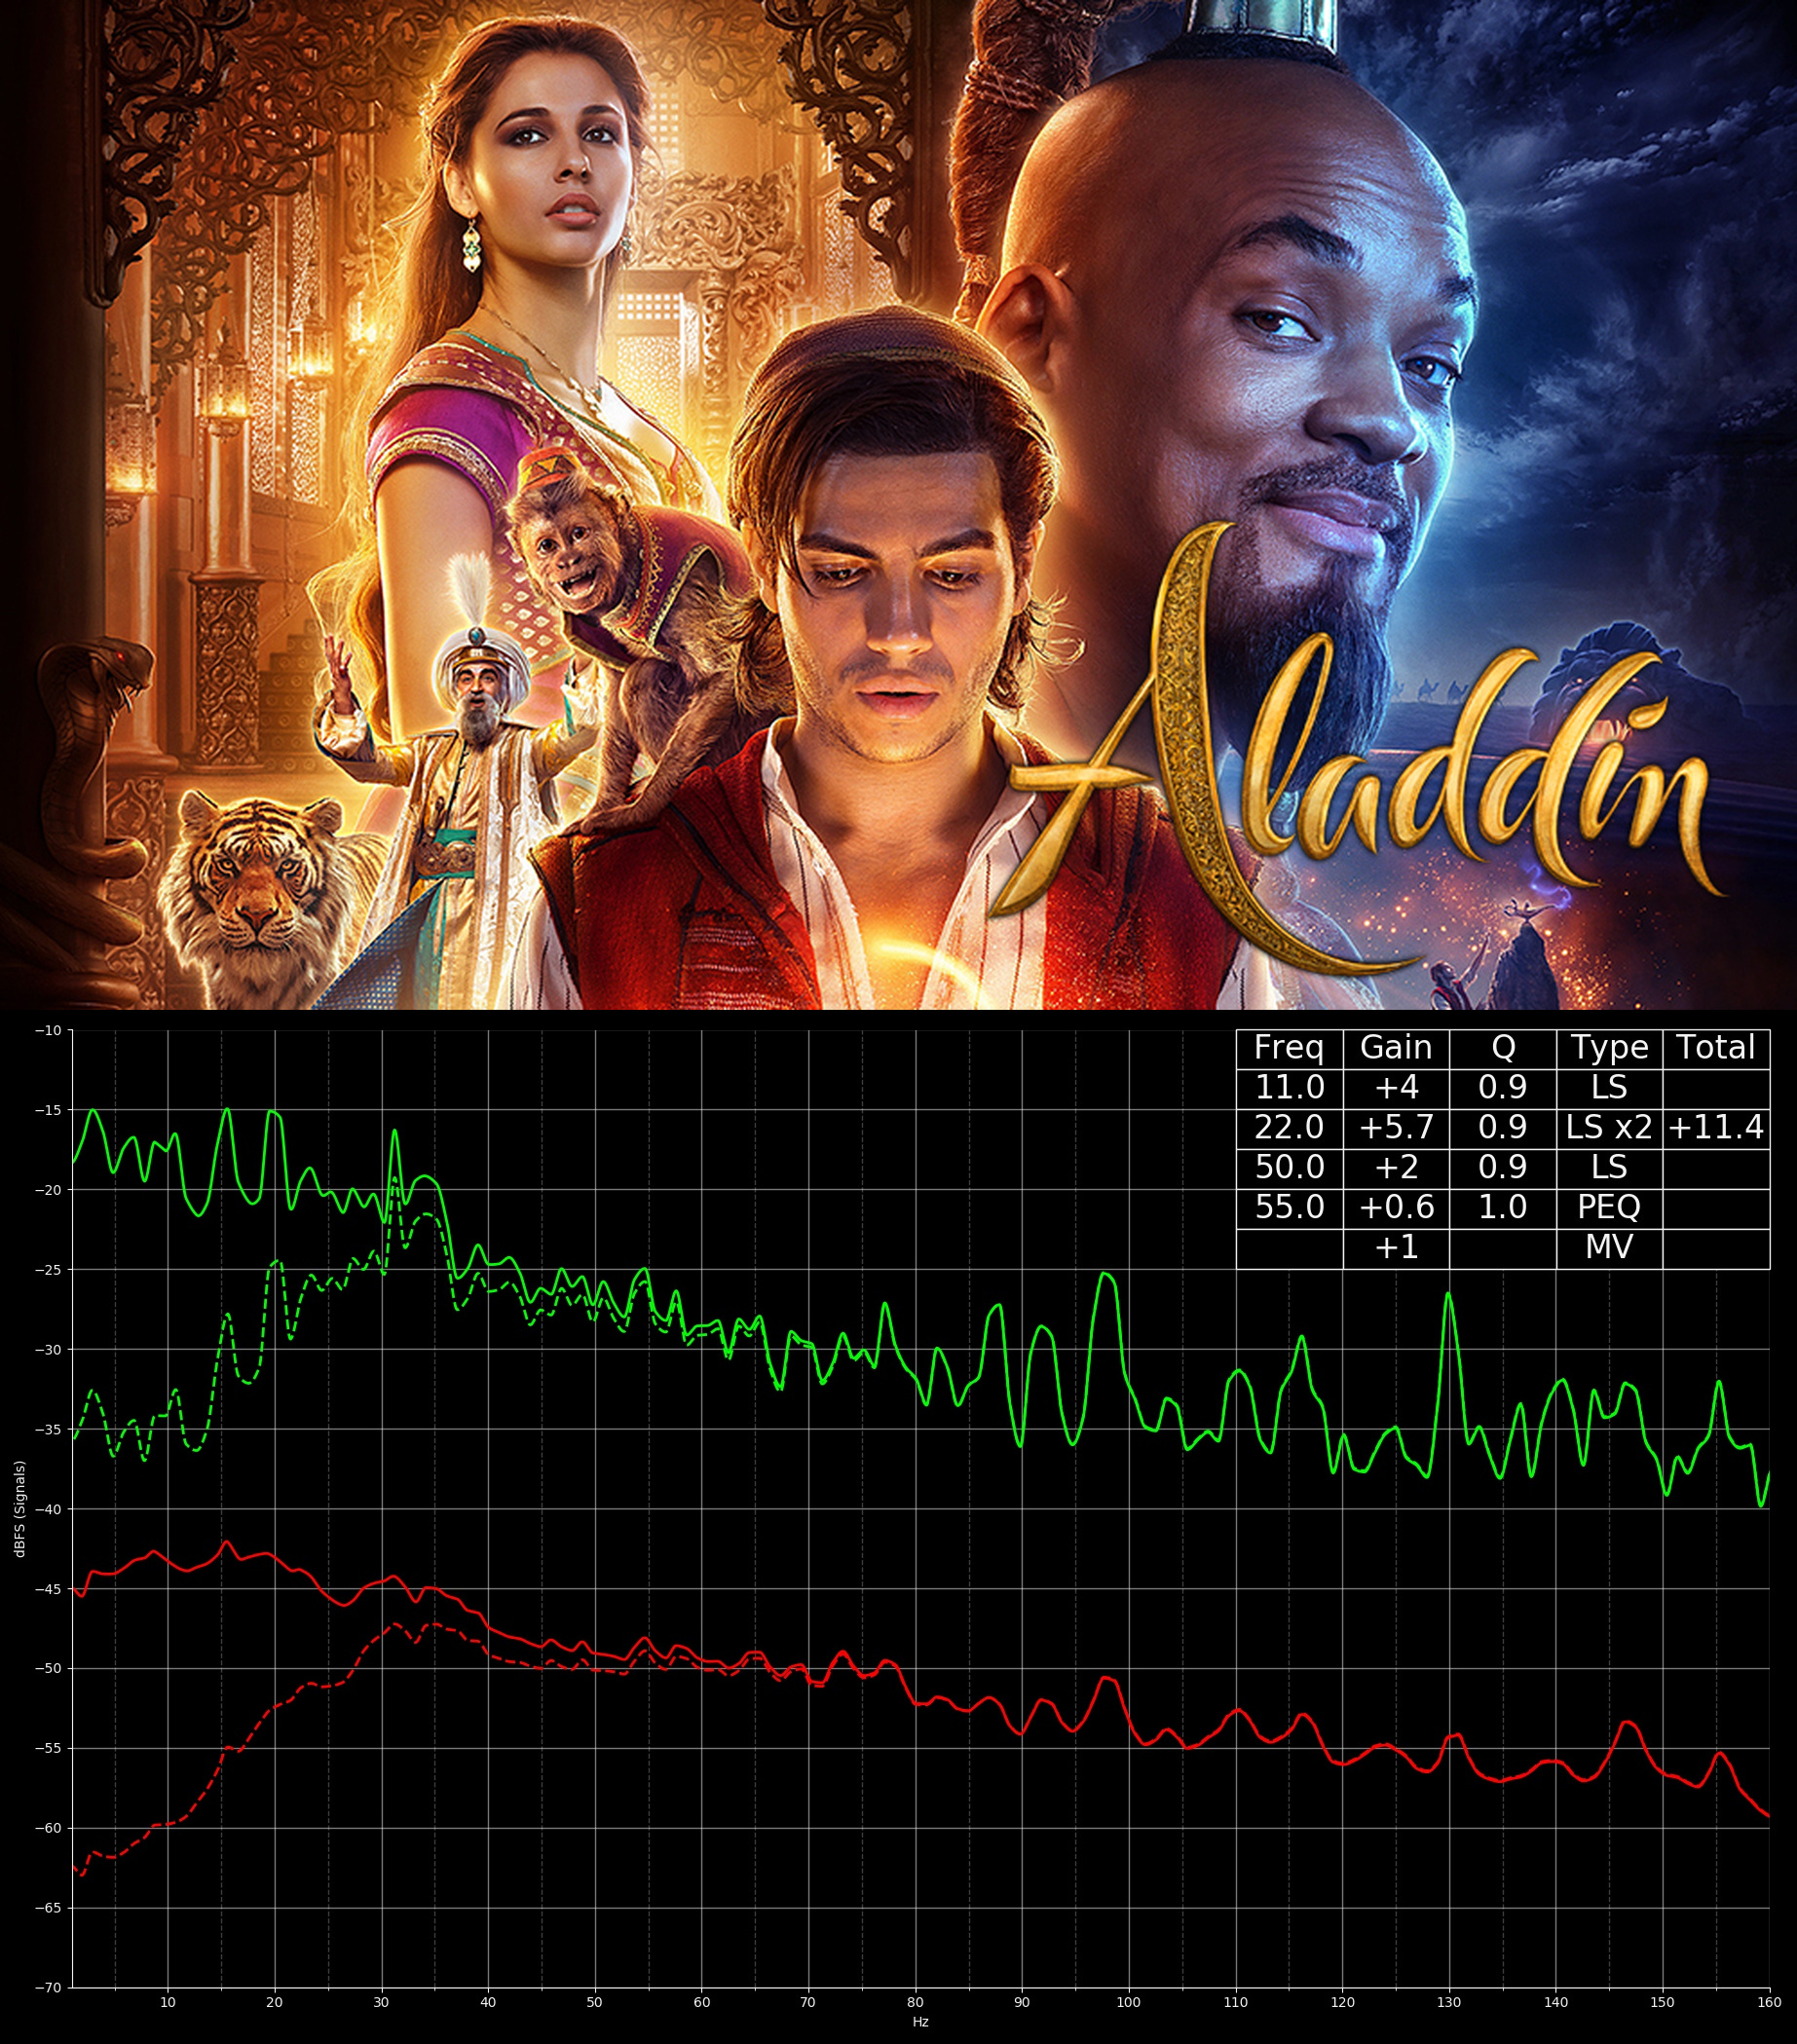 Aladdin
Freq Gain Q Type Total
11.0 +4 0.9 LS
22.0 +5.7 0.9 LS x2 +11.4
50.0 +2 0.9 LS
55.0 +0.6 1.0 PEQ
+1 MV
−10
−15
−20
−25
−30
−35
−40
−45
−50
−55
−60
−65
−70
dBFS (Signals)
10 20 30 40 50 60 70 80 90 100 110 120 130 140 150 160
Hz